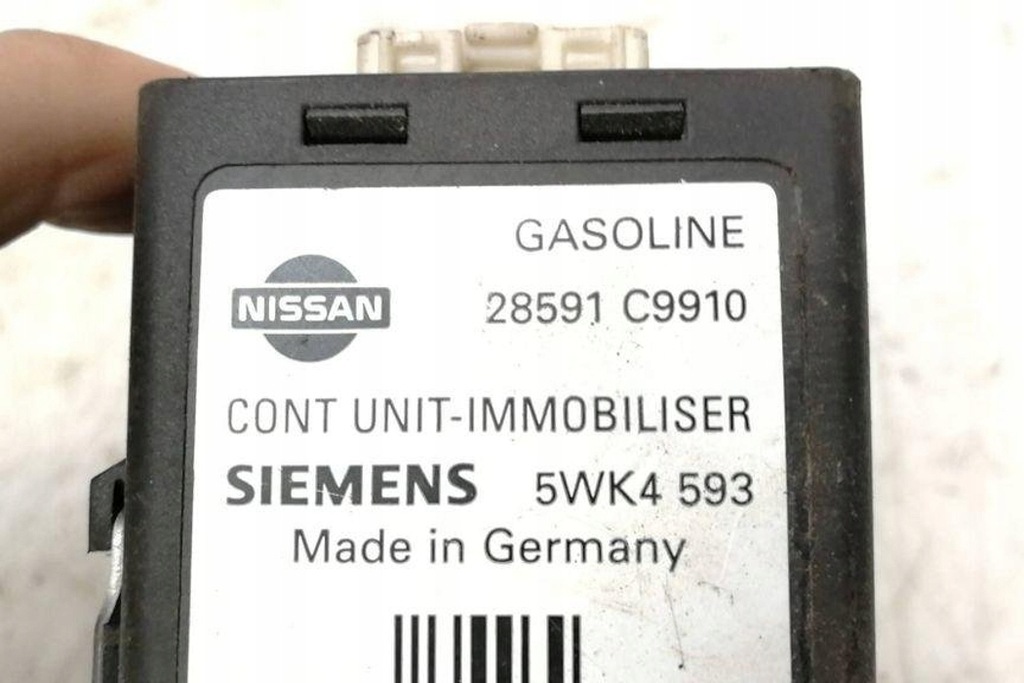 GASOLINE
NISSAN 28591 C9910
CONT UNIT-IMMOBILISER
SIEMENS 5WK4 593
Made in Germany